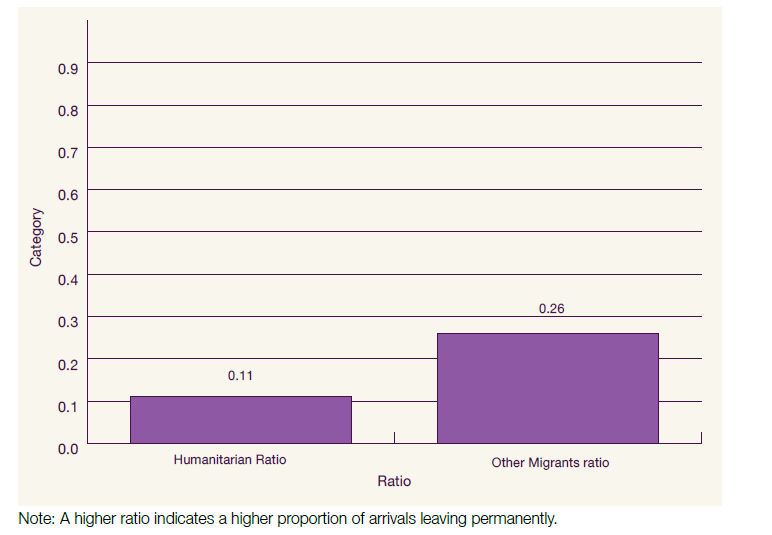 0.9
0.8
0.7
0.6
0.5
0.4
0.3
0.2
0.1
0.0
Category
0.11
0.26
Humanitarian Ratio
Other Migrants ratio
Ratio
Note: A higher ratio indicates a higher proportion of arrivals leaving permanently.